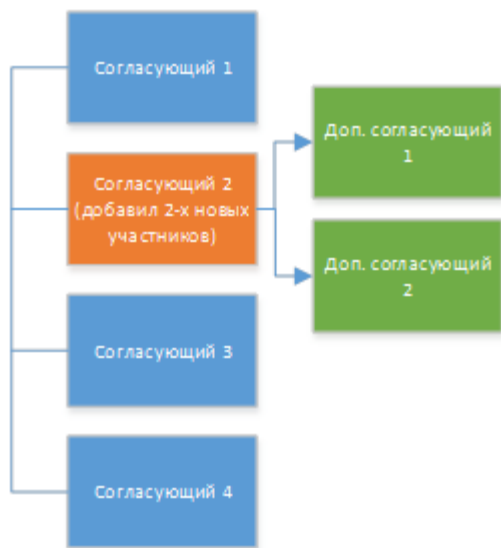 Согласующий 1
Согласующий 2
(добавил 2-х новых
участников)
Доп. согласующий
1
Доп. согласующий
2
Согласующий 3
Согласующий 4